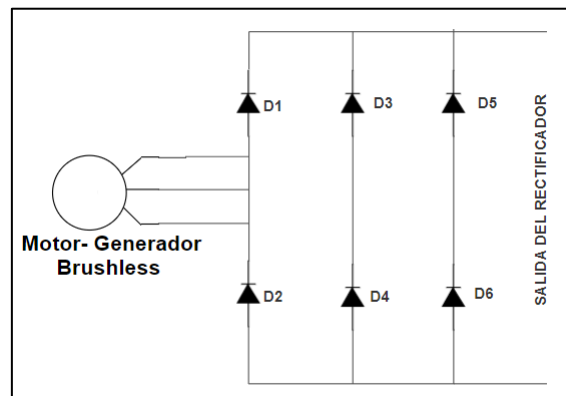 D1
D3
D5
Motor- Generador
Brushless
D2
D4
D6
SALIDA DEL RECTIFICADOR